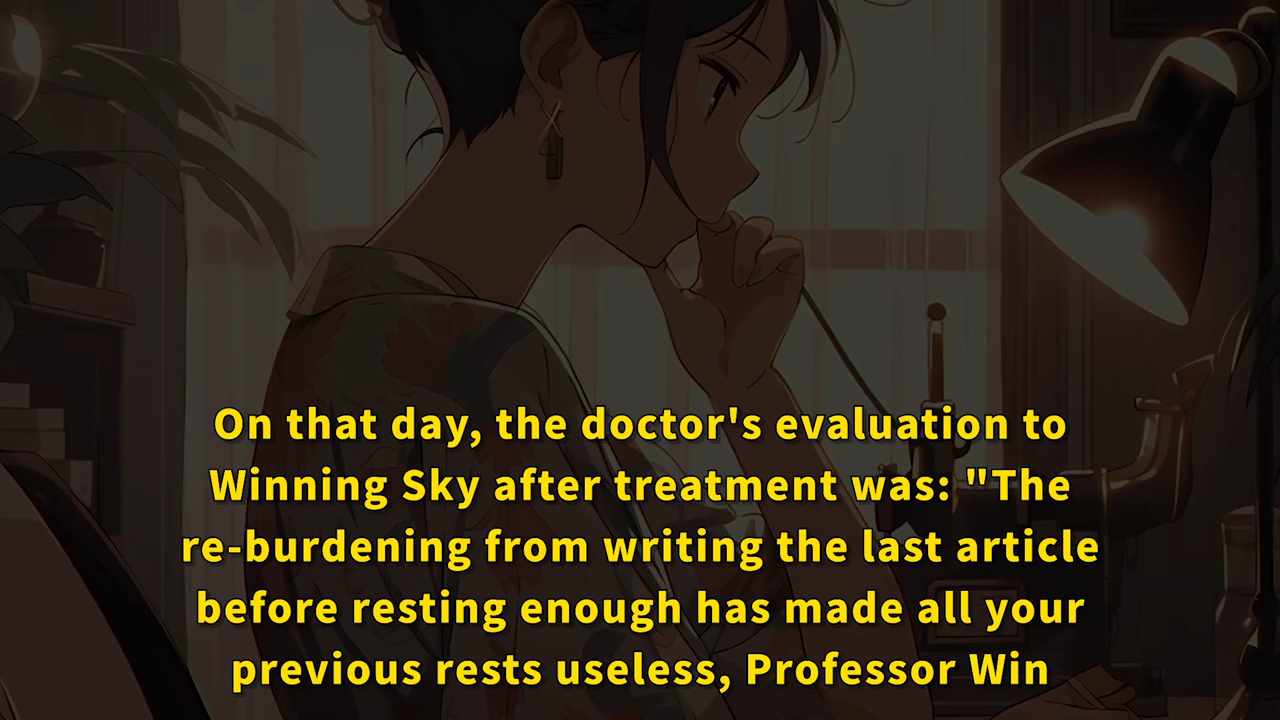 On that day, the doctor's evaluation to
Winning Sky after treatment was: "The
re-burdening from writing the last article
before resting enough has made all your
previous rests useless, Professor Win